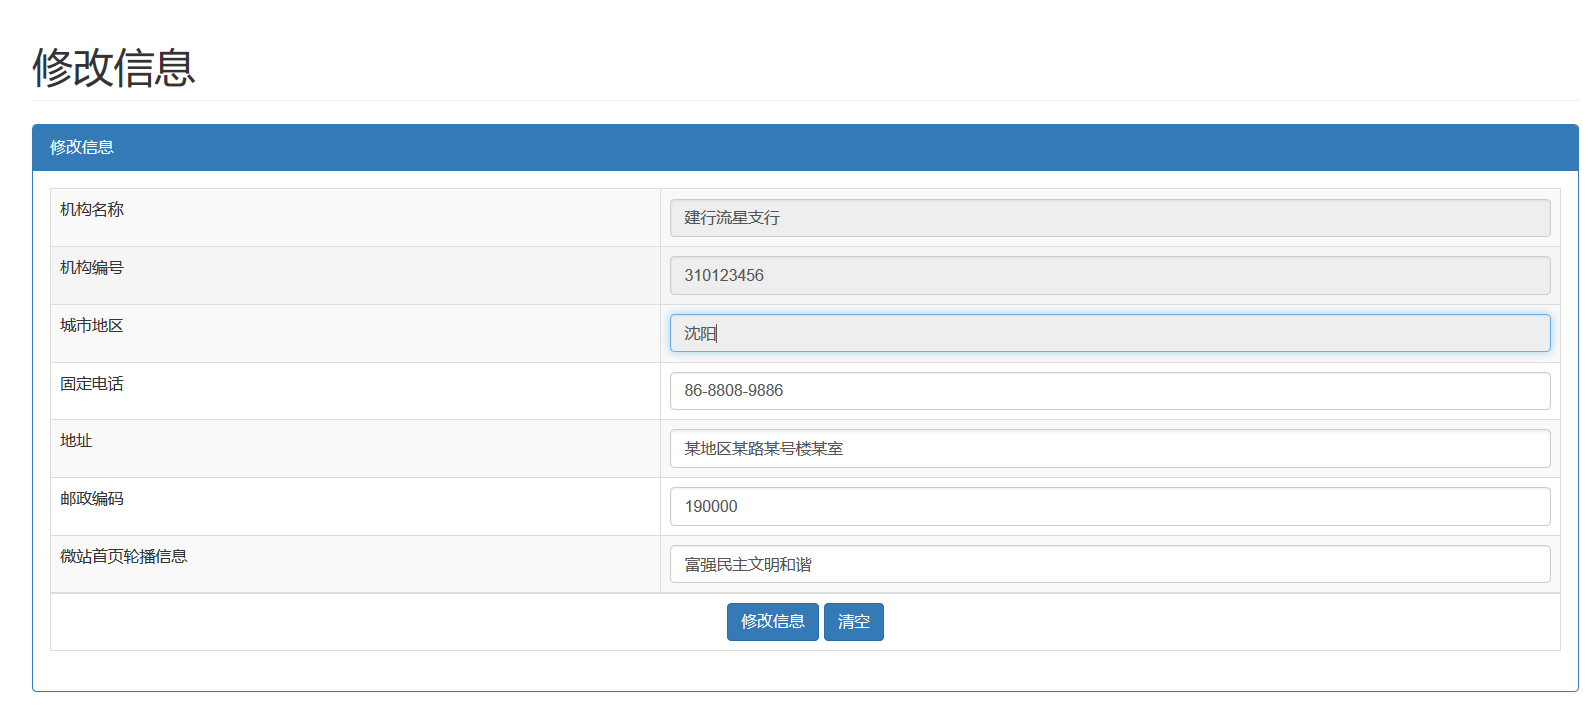 修改信息
修改信息
机构名称 建行流星支行
机构编号 310123456
城市地区 沈阳
固定电话 86-8808-9886
地址 某地区某路某号楼某室
邮政编码 190000
微站首页轮播信息 富强民主文明和谐
修改信息 清空